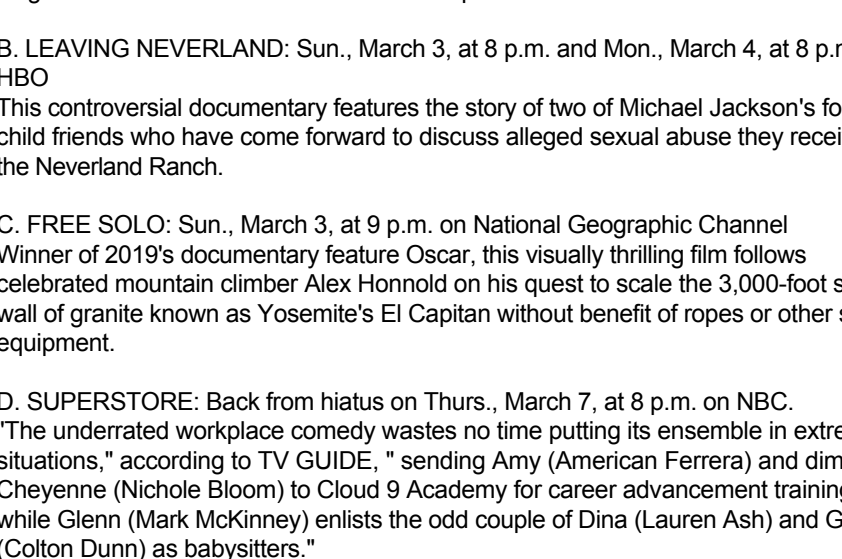 B. LEAVING NEVERLAND: Sun., March 3, at 8 p.m. and Mon., March 4, at 8 p.m
HBO
This controversial documentary features the story of two of Michael Jackson's fo
child friends who have come forward to discuss alleged sexual abuse they recei
the Neverland Ranch.
C. FREE SOLO: Sun., March 3, at 9 p.m. on National Geographic Channel
Winner of 2019's documentary feature Oscar, this visually thrilling film follows
celebrated mountain climber Alex Honnold on his quest to scale the 3,000-foot s
wall of granite known as Yosemite's El Capitan without benefit of ropes or other s
equipment.
D. SUPERSTORE: Back from hiatus on Thurs., March 7, at 8 p.m. on NBC.
"The underrated workplace comedy wastes no time putting its ensemble in extre
situations," according to TV GUIDE, " sending Amy (American Ferrera) and dim
Cheyenne (Nichole Bloom) to Cloud 9 Academy for career advancement training
while Glenn (Mark McKinney) enlists the odd couple of Dina (Lauren Ash) and G
(Colton Dunn) as babysitters."